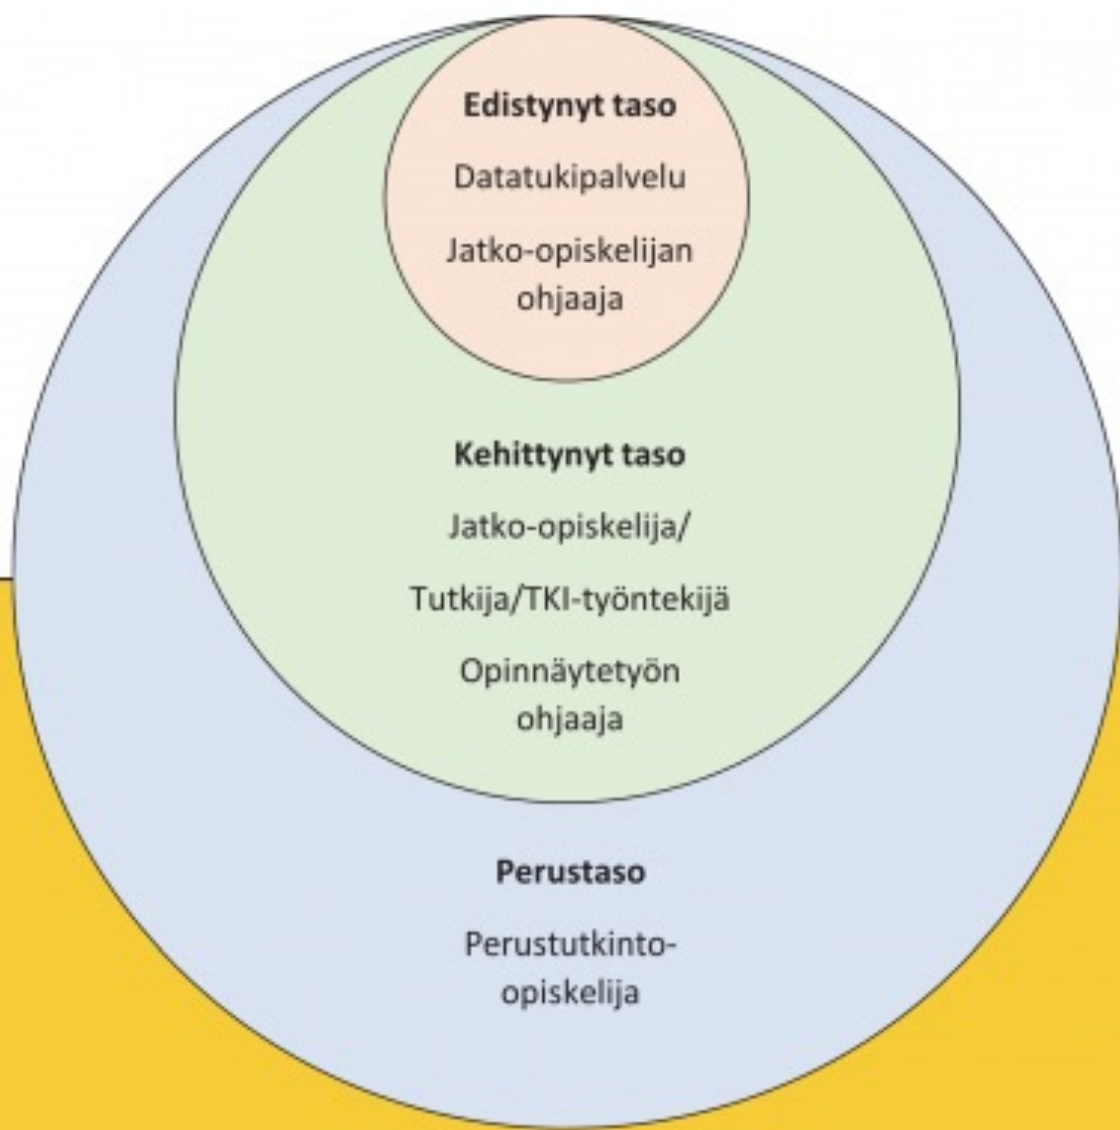 Edistynyt taso
Datatukipalvelu
Jatko-opiskelijan
ohjaaja
Kehittynyt taso
Jatko-opiskelija/
Tutkija/TKI-työntekijä
Opinnäytetyön
ohjaaja
Perustaso
Perustutkinto-
opiskelija